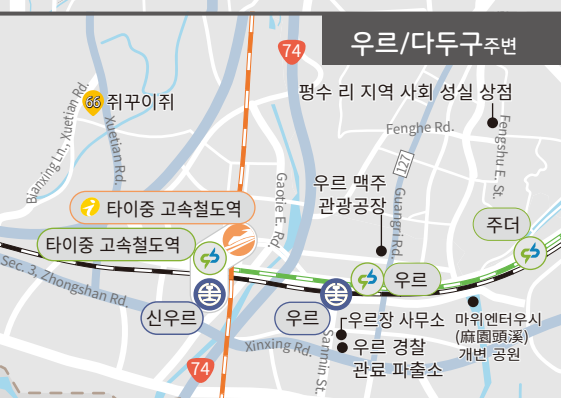 우르/다두구주변
74
평수 리 지역 사회 성실 상점
66 쥐꾸이쥐
Bianxing Ln., Xuetian Rd.
Xuetian Rd.
Fenghe Rd.
Fengshu E. St.
127
우르 맥주
관광공장
Guangri Rd.
Gaotie E. Rd.
타이중 고속철도역
타이중 고속철도역
주더
우르
Sec. 3, Zhongshan Rd.
신우르
우르
우르장 사무소
우르 경찰
관료 파출소
마위엔터우시
(麻園頭溪)
개변 공원
Xinxing Rd.
Sanmin St.
74